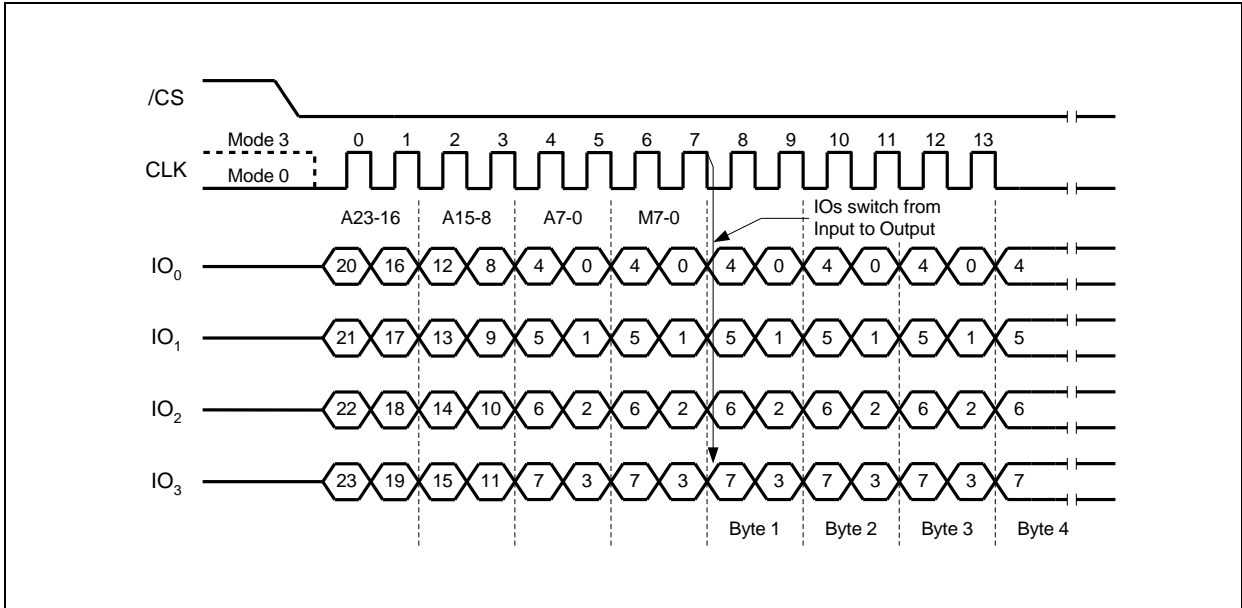 /CS
Mode 3
0 1 2 3 4 5 6 7 8 9 10 11 12 13
CLK
Mode 0
A23-16 A15-8 A7-0 M7-0
IOs switch from
Input to Output
IO0 20 16 12 8 4 0 4 0 4 0 4 0 4 0 4
IO1 21 17 13 9 5 1 5 1 5 1 5 1 5 1 5
IO2 22 18 14 10 6 2 6 2 6 2 6 2 6 2 6
IO3 23 19 15 11 7 3 7 3 7 3 7 3 7 3 7
Byte 1 Byte 2 Byte 3 Byte 4